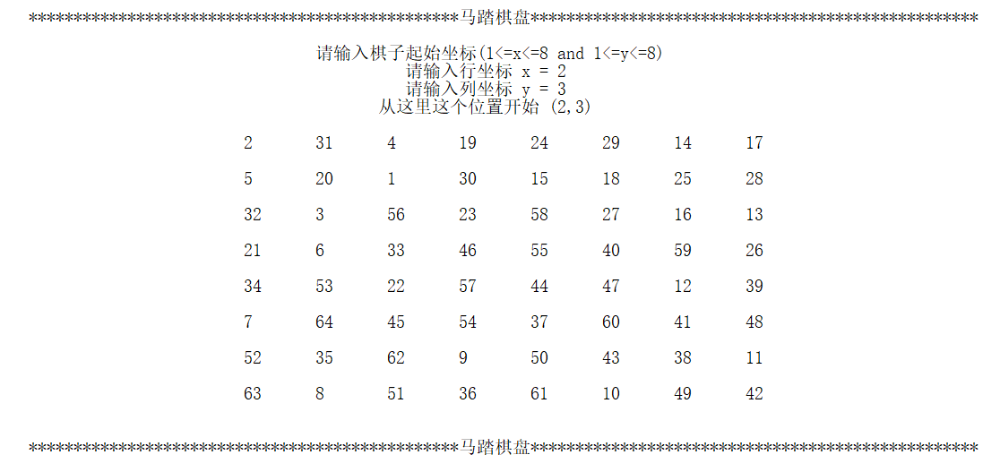 ************************************************马踏棋盘**************************************************
请输入棋子起始坐标(1<=x<=8 and 1<=y<=8)
请输入行坐标 x = 2
请输入列坐标 y = 3
从这里这个位置开始 (2,3)
2 31 4 19 24 29 14 17
5 20 1 30 15 18 25 28
32 3 56 23 58 27 16 13
21 6 33 46 55 40 59 26
34 53 22 57 44 47 12 39
7 64 45 54 37 60 41 48
52 35 62 9 50 43 38 11
63 8 51 36 61 10 49 42
************************************************马踏棋盘**************************************************